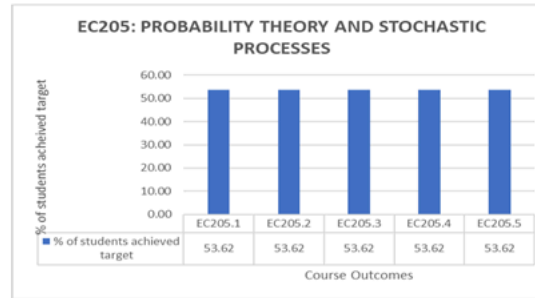 EC205: PROBABILITY THEORY AND STOCHASTIC
PROCESSES
% of students acheived target
60.00
50.00
40.00
30.00
20.00
10.00
0.00
EC205.1 EC205.2 EC205.3 EC205.4 EC205.5
% of students achieved
target
53.62 53.62 53.62 53.62 53.62
Course Outcomes